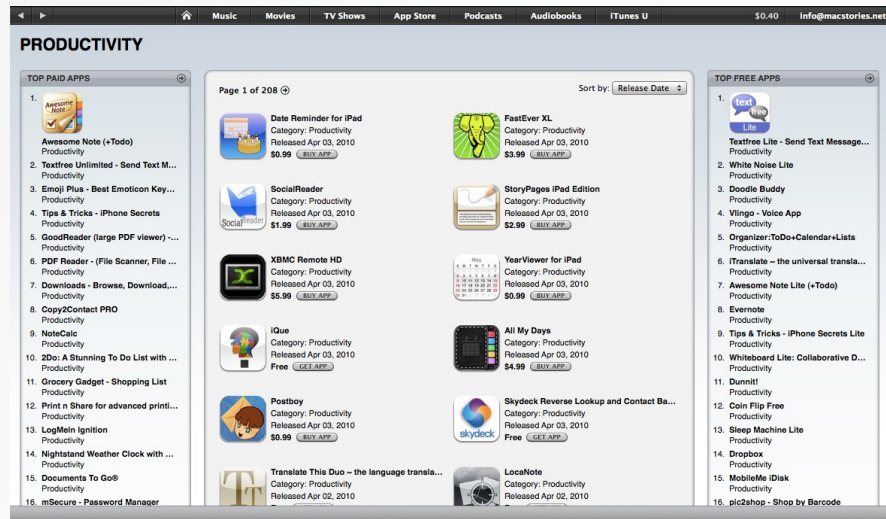 Music Movies TV Shows App Store Podcasts Audiobooks iTunes U $0.40 info@macstories.net
PRODUCTIVITY
TOP PAID APPS
1.
Awesome Note
Awesome Note (+Todo)
Productivity
2. Textfree Unlimited - Send Text M...
Productivity
3. Emoji Plus - Best Emoticon Key...
Productivity
4. Tips & Tricks - iPhone Secrets
Productivity
5. GoodReader (large PDF viewer) -...
Productivity
6. PDF Reader - (File Scanner, File ...
Productivity
7. Downloads - Browse, Download,...
Productivity
8. Copy2Contact PRO
Productivity
9. NoteCalc
Productivity
10. 2Do: A Stunning To Do List with ...
Productivity
11. Grocery Gadget - Shopping List
Productivity
12. Print n Share for advanced printi...
Productivity
13. LogMeIn Ignition
Productivity
14. Nightstand Weather Clock with ...
Productivity
15. Documents To Go®
Productivity
16. mSecure - Password Manager
Page 1 of 208
Sort by: Release Date
Date Reminder for iPad
Category: Productivity
Released Apr 03, 2010
$0.99 BUY APP
FastEver XL
Category: Productivity
Released Apr 03, 2010
$3.99 BUY APP
Social Reader
SocialReader
Category: Productivity
Released Apr 03, 2010
$1.99 BUY APP
StoryPages iPad Edition
Category: Productivity
Released Apr 03, 2010
$2.99 BUY APP
XBMC Remote HD
Category: Productivity
Released Apr 03, 2010
$5.99 BUY APP
May
YearViewer for iPad
Category: Productivity
Released Apr 03, 2010
$0.99 BUY APP
iQue
Category: Productivity
Released Apr 03, 2010
Free GET APP
All My Days
Category: Productivity
Released Apr 03, 2010
$4.99 BUY APP
Postboy
Category: Productivity
Released Apr 03, 2010
$0.99 BUY APP
skydeck
Skydeck Reverse Lookup and Contact Ba...
Category: Productivity
Released Apr 03, 2010
Free GET APP
TT
Translate This Duo ~ the language transla...
Category: Productivity
Released Apr 02, 2010
LocaNote
Category: Productivity
Released Apr 02, 2010
TOP FREE APPS
1.
text free
Lite
Textfree Lite - Send Text Message...
Productivity
2. White Noise Lite
Productivity
3. Doodle Buddy
Productivity
4. Vlingo - Voice App
Productivity
5. Organizer:ToDo+Calendar+Lists
Productivity
6. iTranslate ~ the universal transla...
Productivity
7. Awesome Note Lite (+Todo)
Productivity
8. Evernote
Productivity
9. Tips & Tricks - iPhone Secrets Lite
Productivity
10. Whiteboard Lite: Collaborative D...
Productivity
11. Dunnit!
Productivity
12. Coin Flip Free
Productivity
13. Sleep Machine Lite
Productivity
14. Dropbox
Productivity
15. MobileMe iDisk
Productivity
16. pic2shop - Shop by Barcode